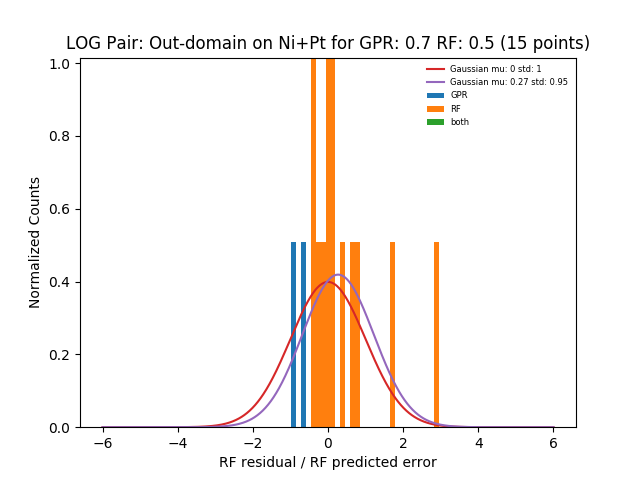 LOG Pair: Out-domain on Ni+Pt for GPR: 0.7 RF: 0.5 (15 points)
Gaussian mu: 0 std: 1
Gaussian mu: 0.27 std: 0.95
GPR
RF
both
1.0
0.8
0.6
0.4
0.2
0.0
Normalized Counts
−6
−4
−2
0
2
4
6
RF residual / RF predicted error